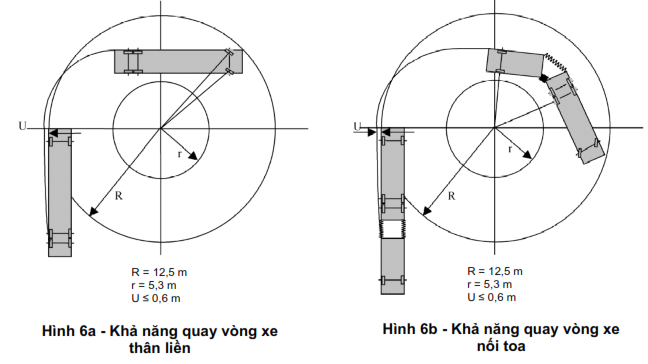 U
r
R
R = 12,5 m
r = 5,3 m
U ≤ 0,6 m
Hình 6a - Khả năng quay vòng xe
thân liền
U
r
R
R = 12,5 m
r = 5,3 m
U ≤ 0,6 m
Hình 6b - Khả năng quay vòng xe
nối toa